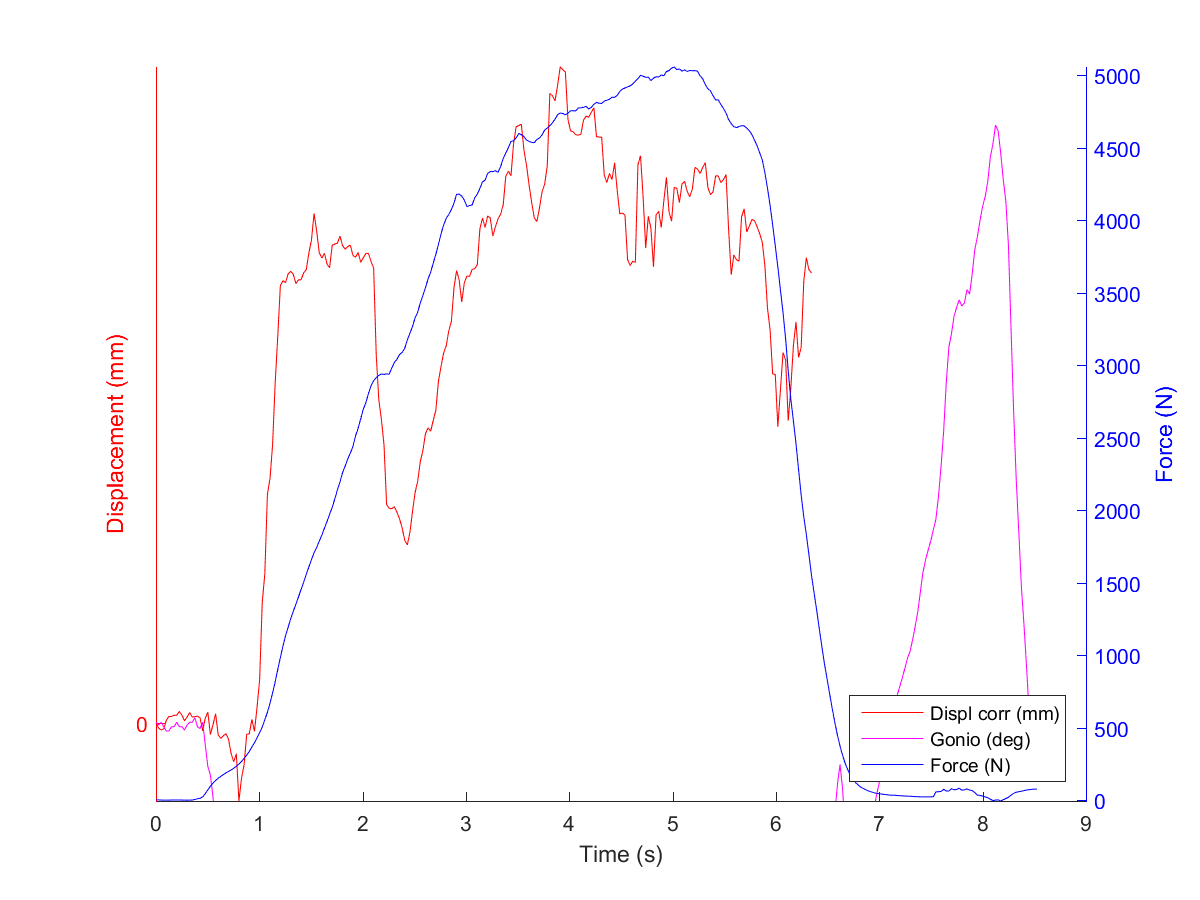 Displacement (mm)
0
5000
4500
4000
3500
3000
2500
2000
1500
1000
500
0
Force (N)
Displ corr (mm)
Gonio (deg)
Force (N)
0 1 2 3 4 5 6 7 8 9
Time (s)